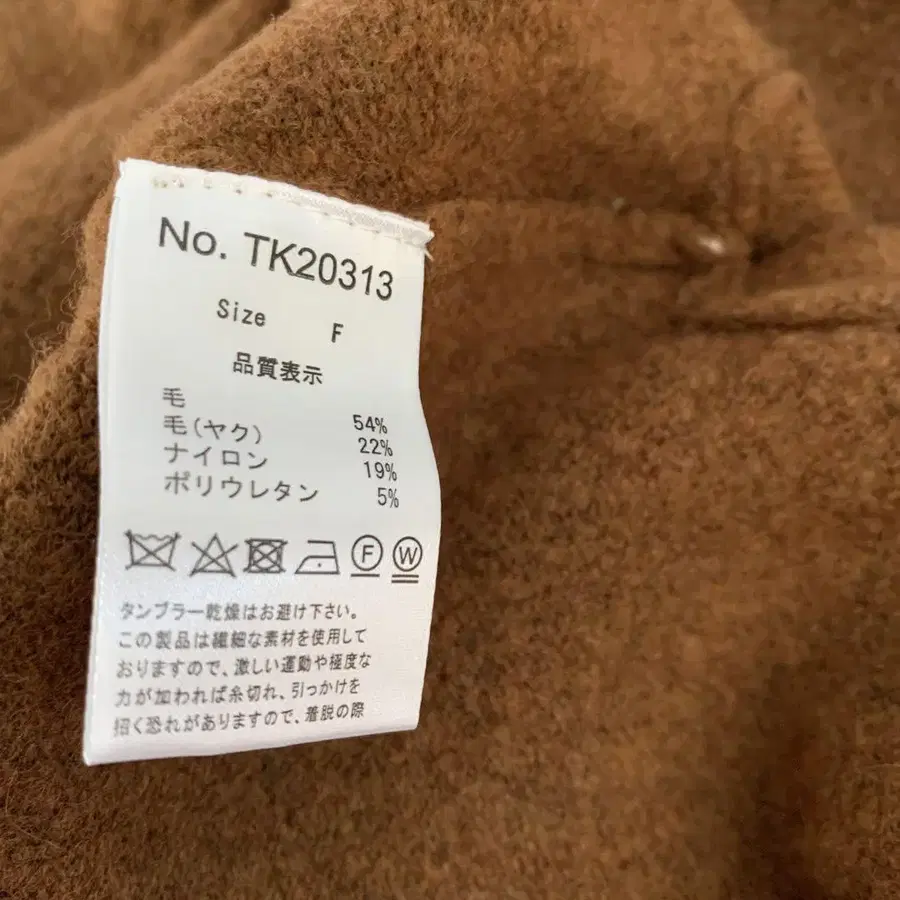 No. TK20313
Size F
品質表示
毛 54%
毛(ヤク) 22%
ナイロン 19%
ポリウレタン 5%
F W
タンブラー乾燥はお避け下さい。
この製品は繊細な素材を使用して
おりますので、激しい運動や極度な
力が加われば糸切れ、引っかけを
招く恐れがありますので、着脱の際